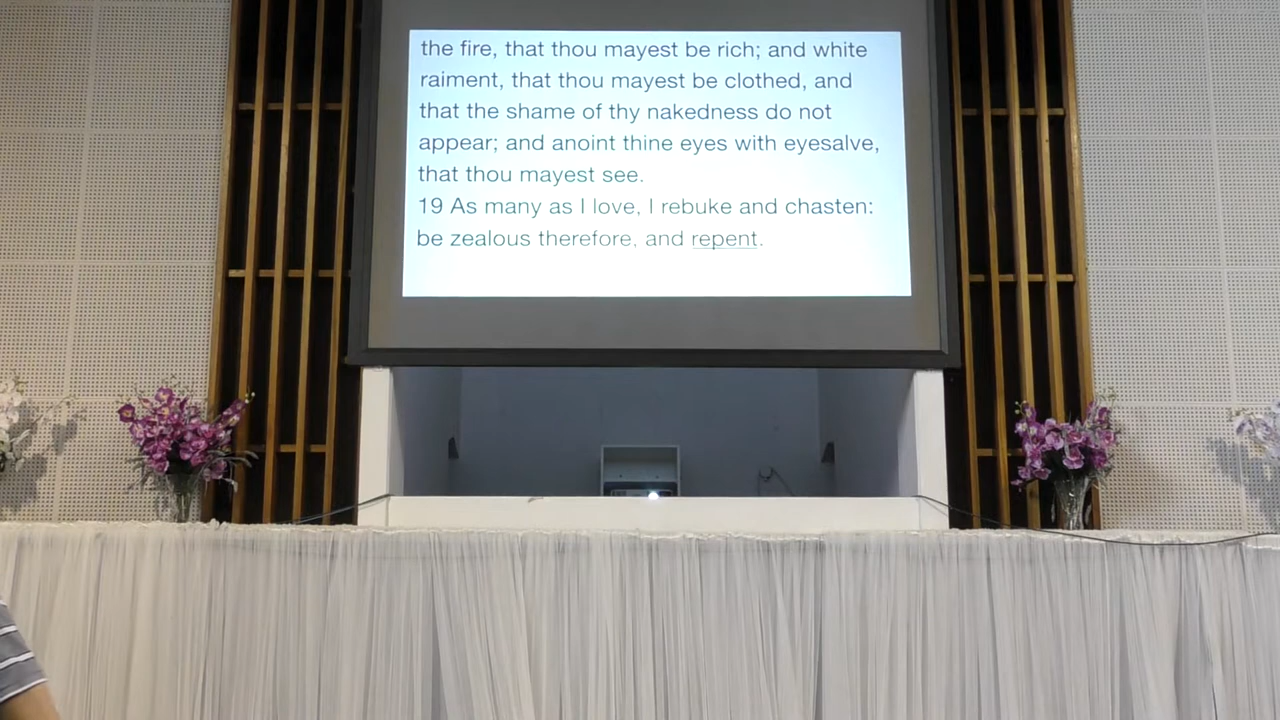 the fire, that thou mayest be rich; and white
raiment, that thou mayest be clothed, and
that the shame of thy nakedness do not
appear; and anoint thine eyes with eyesalve,
that thou mayest see.
19 As many as I love, I rebuke and chasten:
be zealous therefore, and repent.